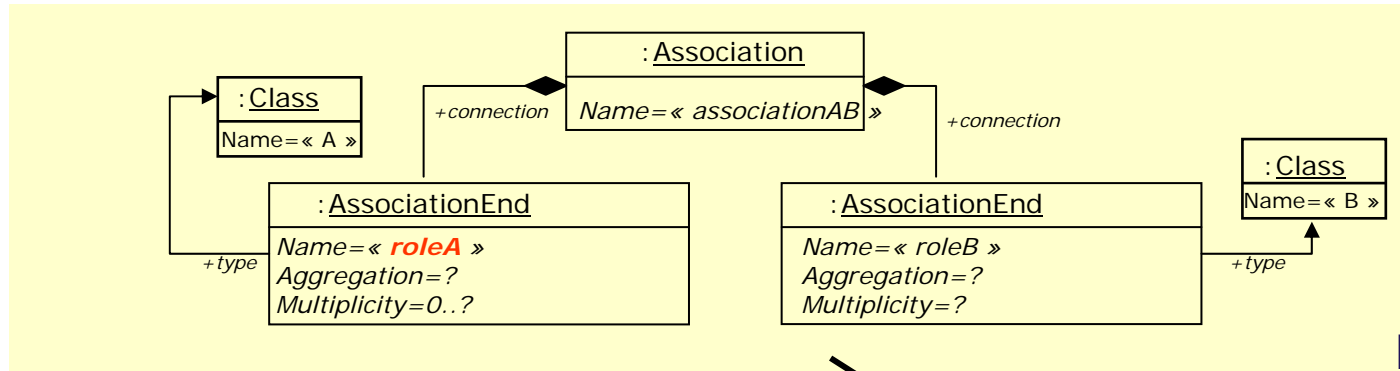 :Association
Name=« associationAB »
:Class
Name=« A »
+connection
+connection
:Class
Name=« B »
:AssociationEnd
Name=« roleA »
Aggregation=?
Multiplicity=0..?
+type
:AssociationEnd
Name=« roleB »
Aggregation=?
Multiplicity=?
+type